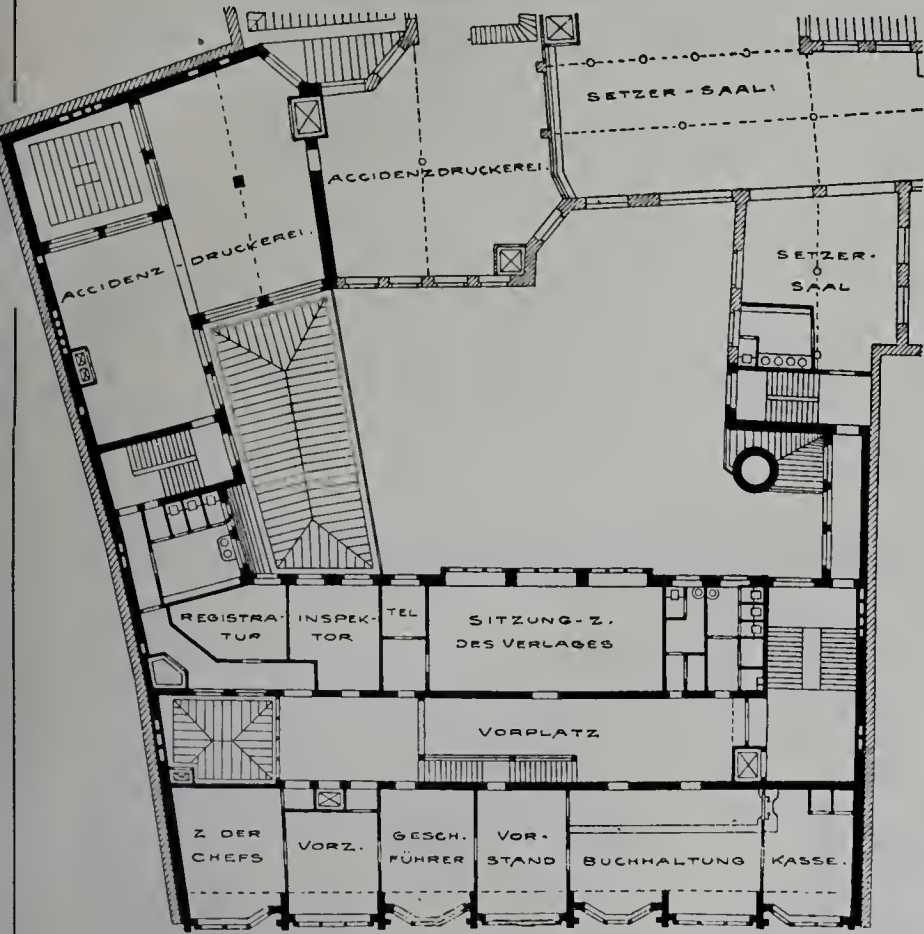 SETZER-SAAL.
ACCIDENZDRUCKEREI.
ACCIDENZ-DRUCKEREI.
SETZER-
SAAL
REGISTRA-
TUR
INSPEK-
TOR
TEL
SITZUNG-Z.
DES VERLAGES
VORPLATZ
Z DER
CHEFS
VORZ.
GESCH.
FÜHRER
VOR-
STAND
BUCHHALTUNG
KASSE.